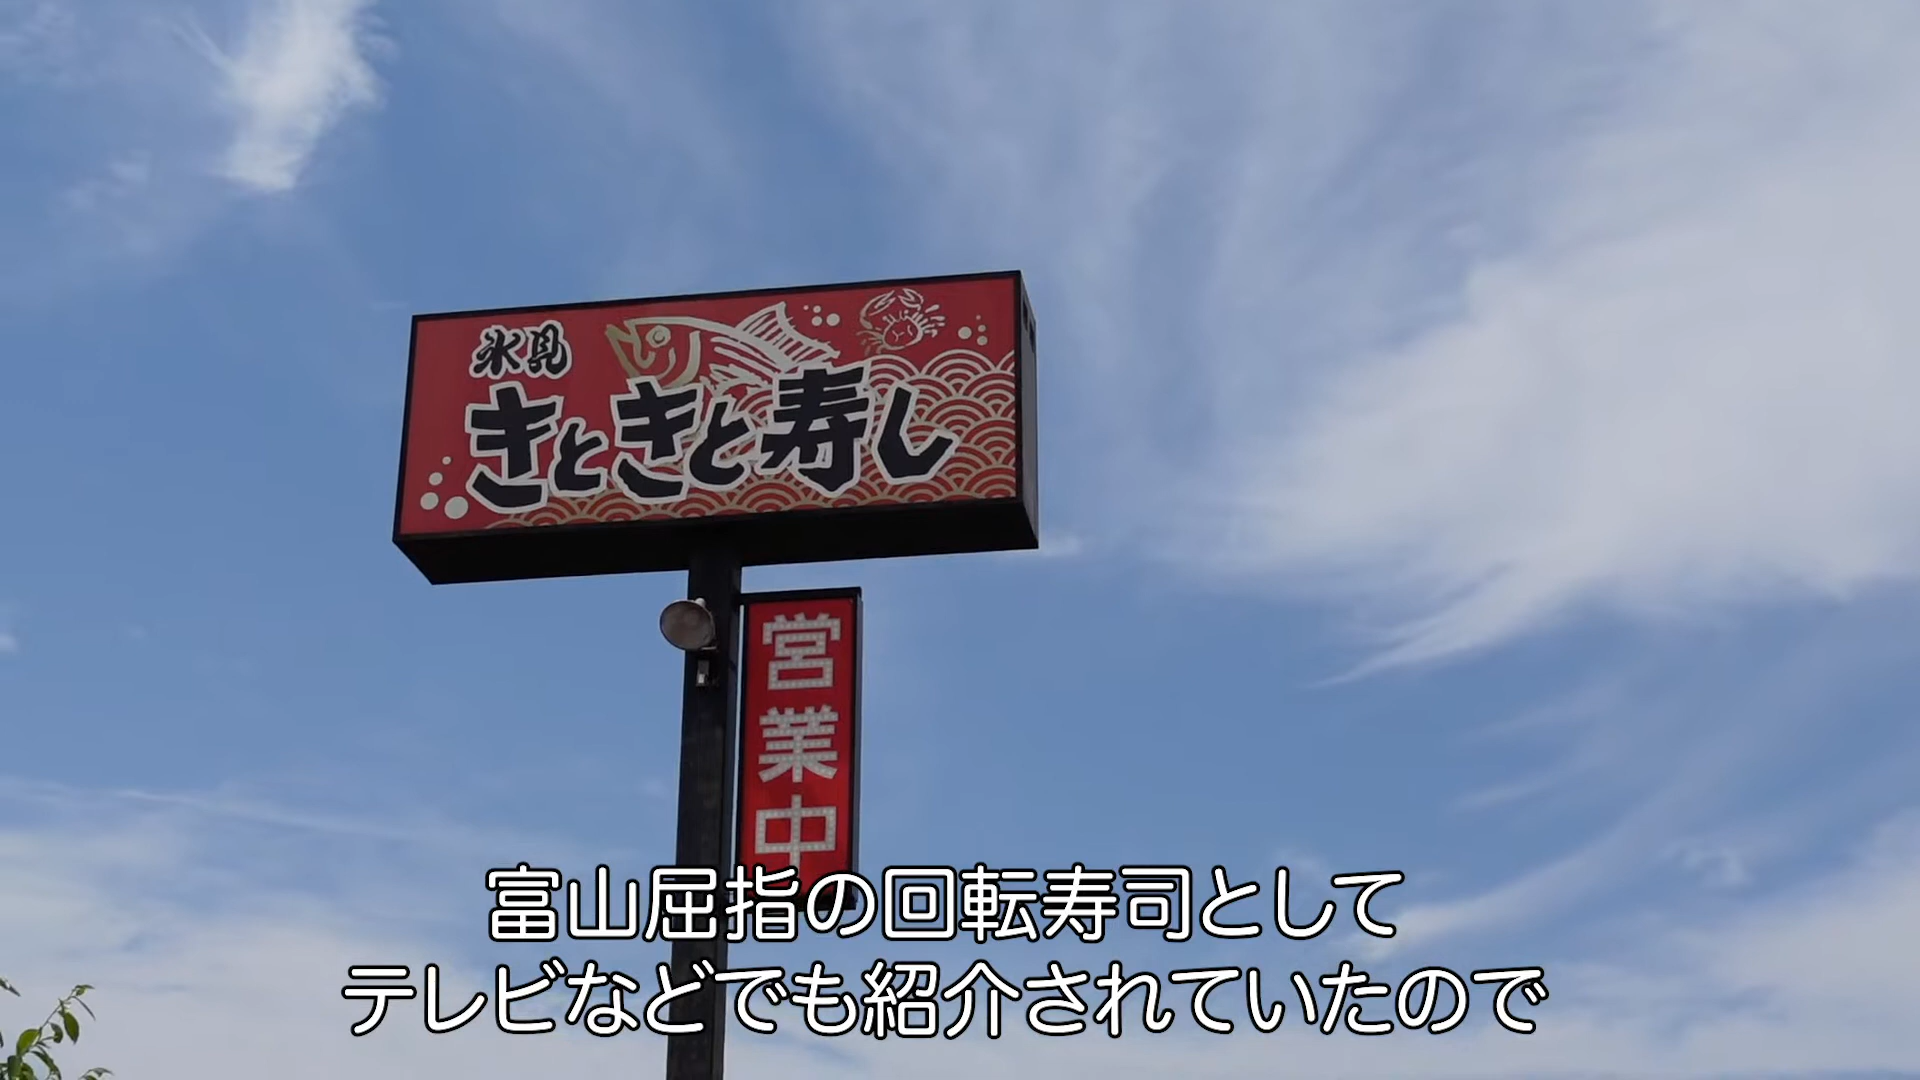 氷見
きときと寿し
営業中
富山屈指の回転寿司として
テレビなどでも紹介されていたので